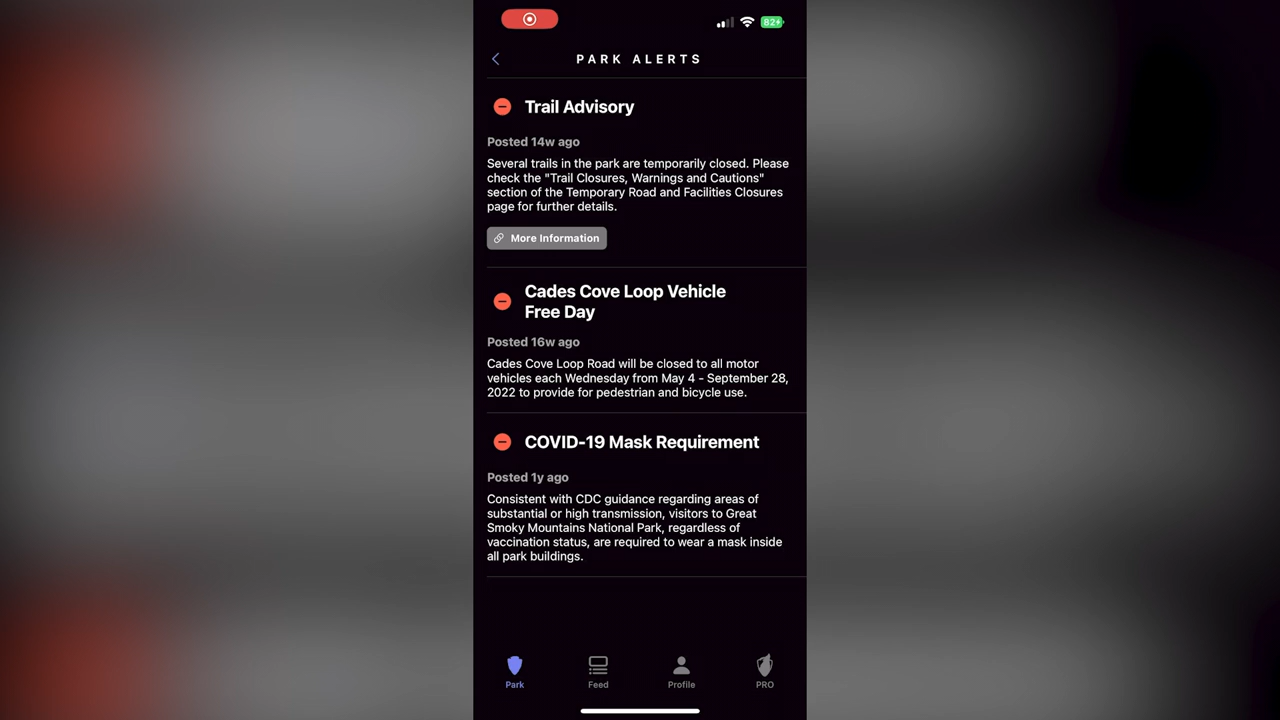 82
PARK ALERTS
Trail Advisory
Posted 14w ago
Several trails in the park are temporarily closed. Please
check the "Trail Closures, Warnings and Cautions"
section of the Temporary Road and Facilities Closures
page for further details.
More Information
Cades Cove Loop Vehicle
Free Day
Posted 16w ago
Cades Cove Loop Road will be closed to all motor
vehicles each Wednesday from May 4 - September 28,
2022 to provide for pedestrian and bicycle use.
COVID-19 Mask Requirement
Posted 1y ago
Consistent with CDC guidance regarding areas of
substantial or high transmission, visitors to Great
Smoky Mountains National Park, regardless of
vaccination status, are required to wear a mask inside
all park buildings.
Park
Feed
Profile
PRO